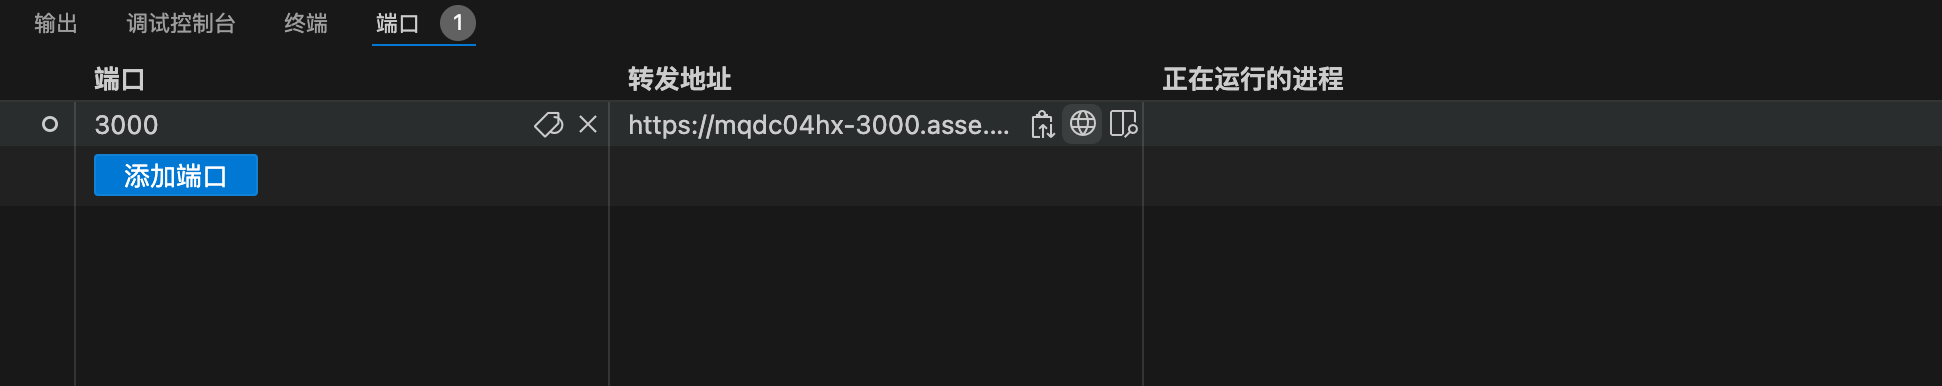 输出 调试控制台 终端 端口 1
端口 转发地址 正在运行的进程
3000 https://mqdc04hx-3000.asse....
添加端口